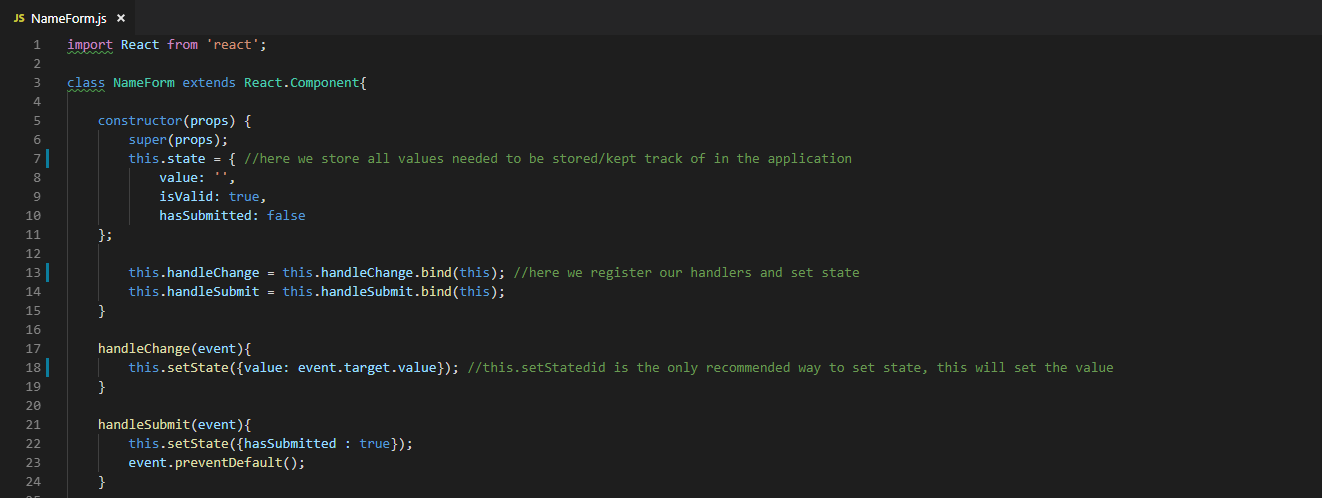 JS NameForm.js ×
1 import React from 'react';
2
3 class NameForm extends React.Component{
4
5     constructor(props) {
6         super(props);
7         this.state = { //here we store all values needed to be stored/kept track of in the application
8             value: '',
9             isValid: true,
10             hasSubmitted: false
11     };
12
13         this.handleChange = this.handleChange.bind(this); //here we register our handlers and set state
14         this.handleSubmit = this.handleSubmit.bind(this);
15     }
16
17     handleChange(event){
18         this.setState({value: event.target.value}); //this.setStatedid is the only recommended way to set state, this will set the value
19     }
20
21     handleSubmit(event){
22         this.setState({hasSubmitted : true});
23         event.preventDefault();
24     }